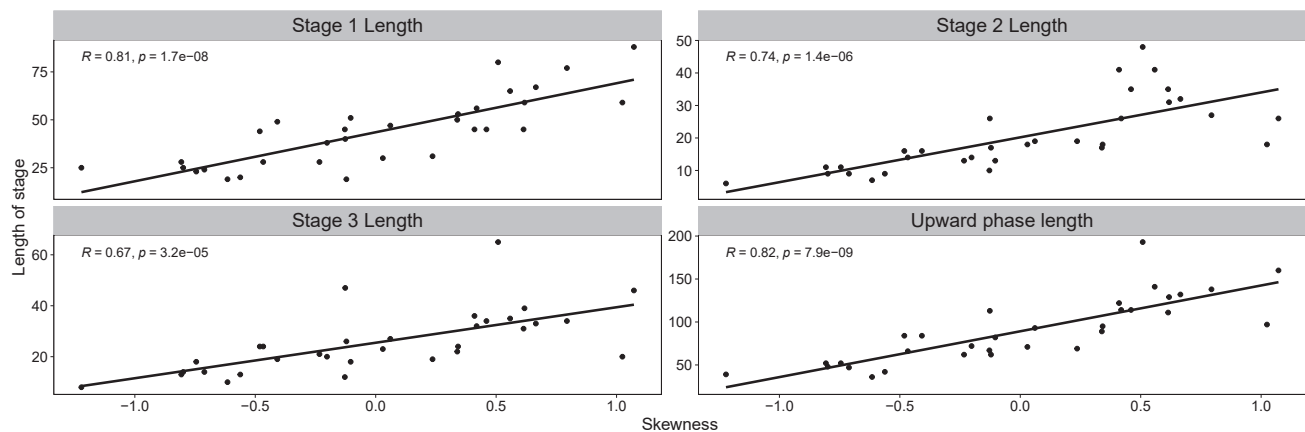 Stage 1 Length
Stage 2 Length
R = 0.81, p = 1.7e−08
R = 0.74, p = 1.4e−06
75
50
25
50
40
30
20
10
Stage 3 Length
Upward phase length
R = 0.67, p = 3.2e−05
R = 0.82, p = 7.9e−09
60
40
20
200
150
100
50
−1.0 −0.5 0.0 0.5 1.0
−1.0 −0.5 0.0 0.5 1.0
Length of stage
Skewness